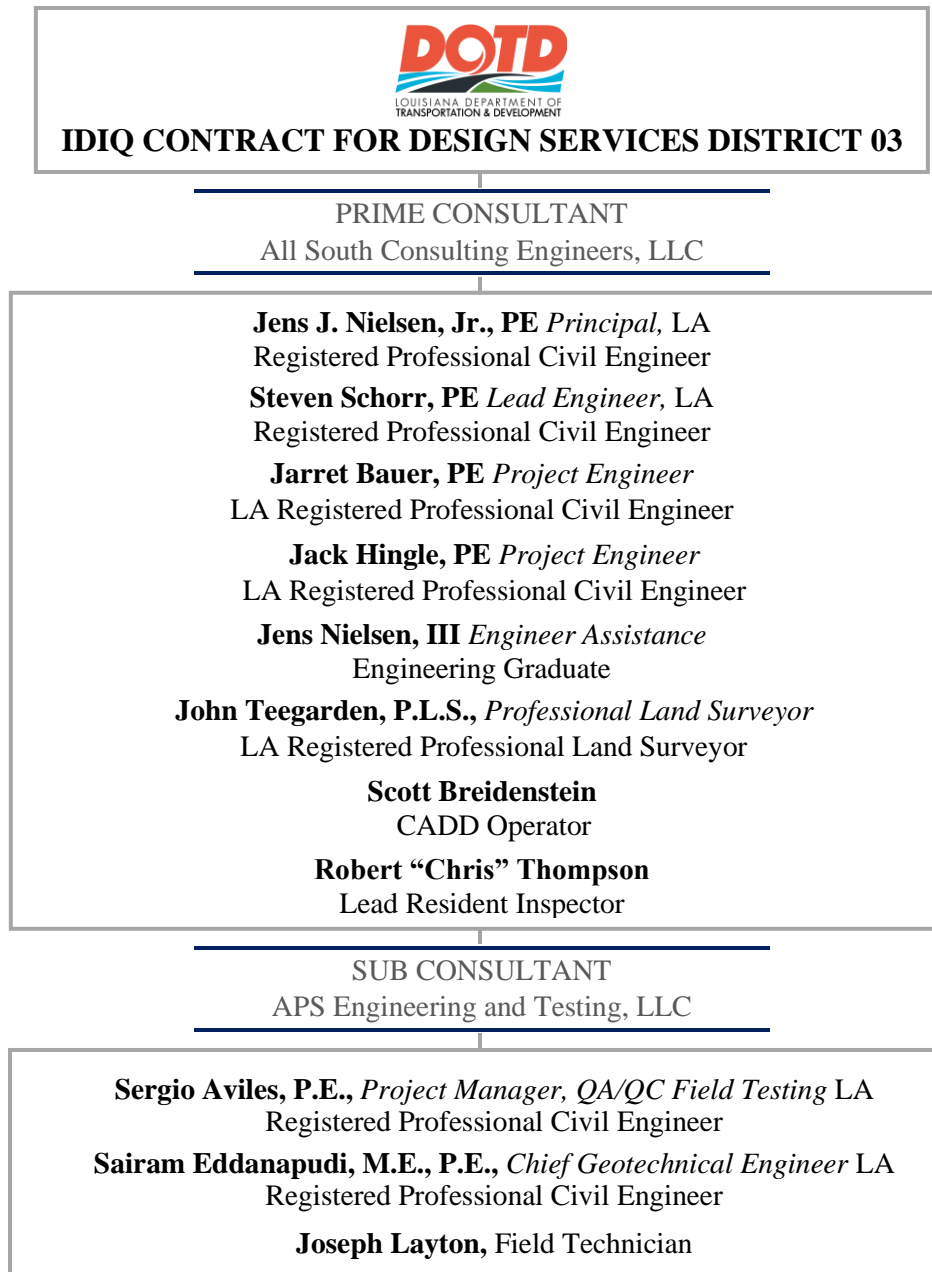 DOTD
LOUISIANA DEPARTMENT OF
TRANSPORTATION & DEVELOPMENT
IDIQ CONTRACT FOR DESIGN SERVICES DISTRICT 03
PRIME CONSULTANT
All South Consulting Engineers, LLC
Jens J. Nielsen, Jr., PE Principal, LA
Registered Professional Civil Engineer
Steven Schorr, PE Lead Engineer, LA
Registered Professional Civil Engineer
Jarret Bauer, PE Project Engineer
LA Registered Professional Civil Engineer
Jack Hingle, PE Project Engineer
LA Registered Professional Civil Engineer
Jens Nielsen, III Engineer Assistance
Engineering Graduate
John Teegarden, P.L.S., Professional Land Surveyor
LA Registered Professional Land Surveyor
Scott Breidenstein
CADD Operator
Robert “Chris” Thompson
Lead Resident Inspector
SUB CONSULTANT
APS Engineering and Testing, LLC
Sergio Aviles, P.E., Project Manager, QA/QC Field Testing LA
Registered Professional Civil Engineer
Sairam Eddanapudi, M.E., P.E., Chief Geotechnical Engineer LA
Registered Professional Civil Engineer
Joseph Layton, Field Technician